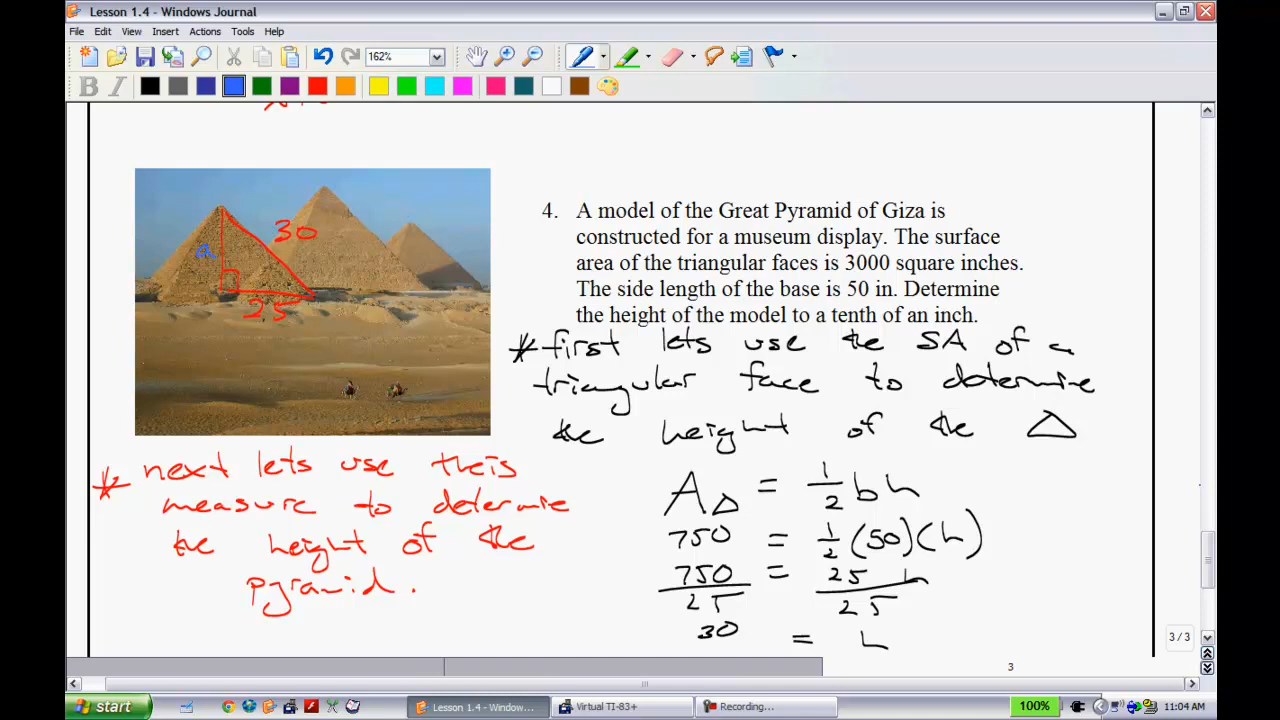 Lesson 1.4 - Windows Journal
File Edit View Insert Actions Tools Help
162%
B I
30
a
25
4. A model of the Great Pyramid of Giza is
constructed for a museum display. The surface
area of the triangular faces is 3000 square inches.
The side length of the base is 50 in. Determine
the height of the model to a tenth of an inch.
* first lets use the SA of a
triangular face to determine
the height of the △
A△ = 1/2 bh
750 = 1/2 (50)(h)
750/25 = 25h/25
30 = h
* next lets use theis
measure to determine
the height of the
pyramid.
3/3
3
start Lesson 1.4 - Window... Virtual TI-83+ Recording... 100% 11:04 AM